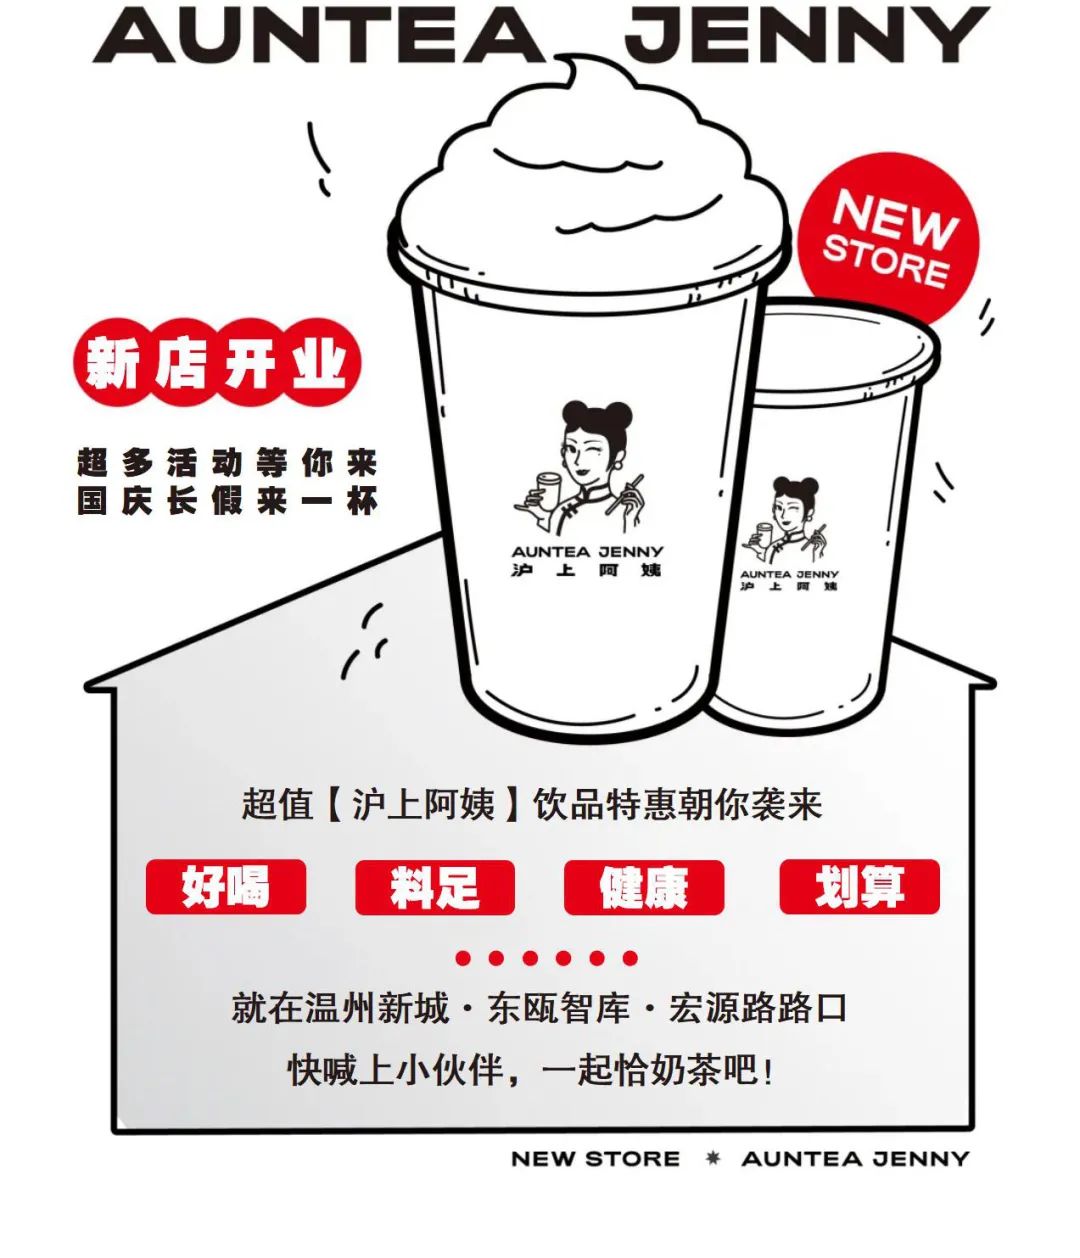 AUNTEA JENNY
NEW
STORE
新店开业
超多活动等你来
国庆长假来一杯
AUNTEA JENNY
沪上阿姨
AUNTEA JENNY
沪上阿姨
超值【沪上阿姨】饮品特惠朝你袭来
好喝 料足 健康 划算
就在温州新城·东瓯智库·宏源路路口
快喊上小伙伴，一起恰奶茶吧！
NEW STORE ✷ AUNTEA JENNY